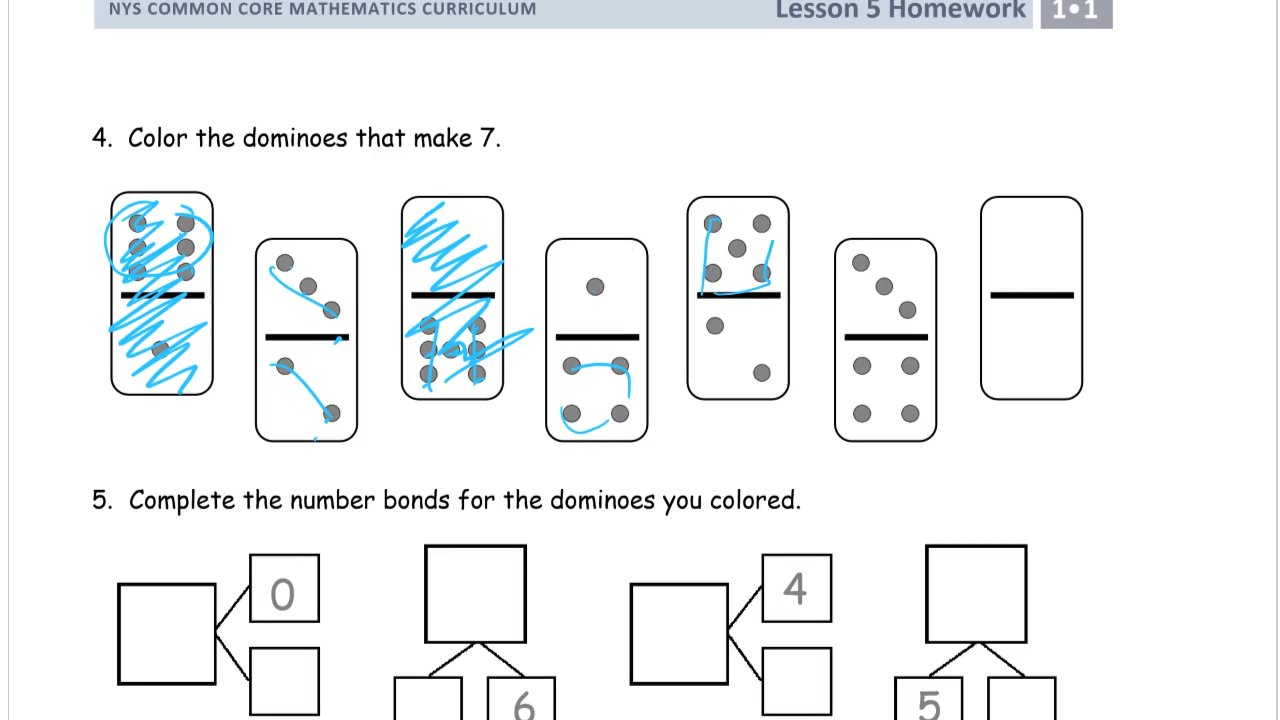 NYS COMMON CORE MATHEMATICS CURRICULUM Lesson 5 Homework 1•1
4. Color the dominoes that make 7.
5. Complete the number bonds for the dominoes you colored.
0 4
6 5